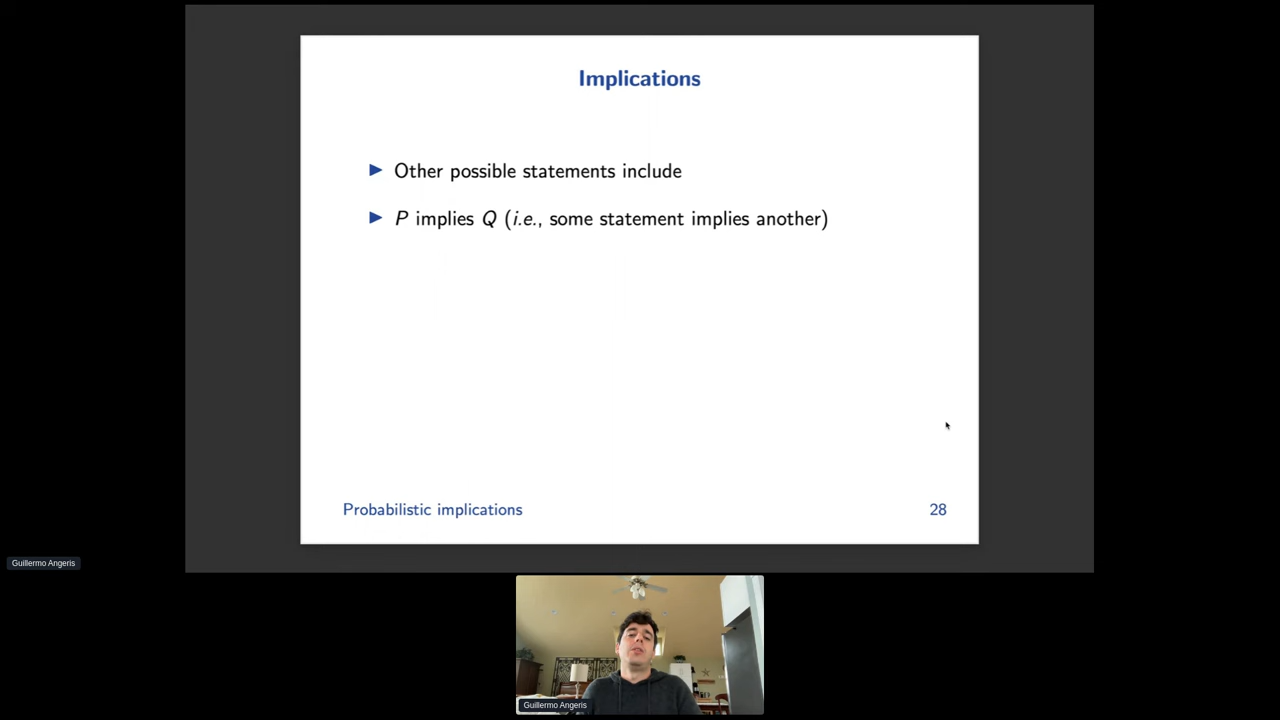 Implications
▶ Other possible statements include
▶ P implies Q (i.e., some statement implies another)
Probabilistic implications 28
Guillermo Angeris
Guillermo Angeris